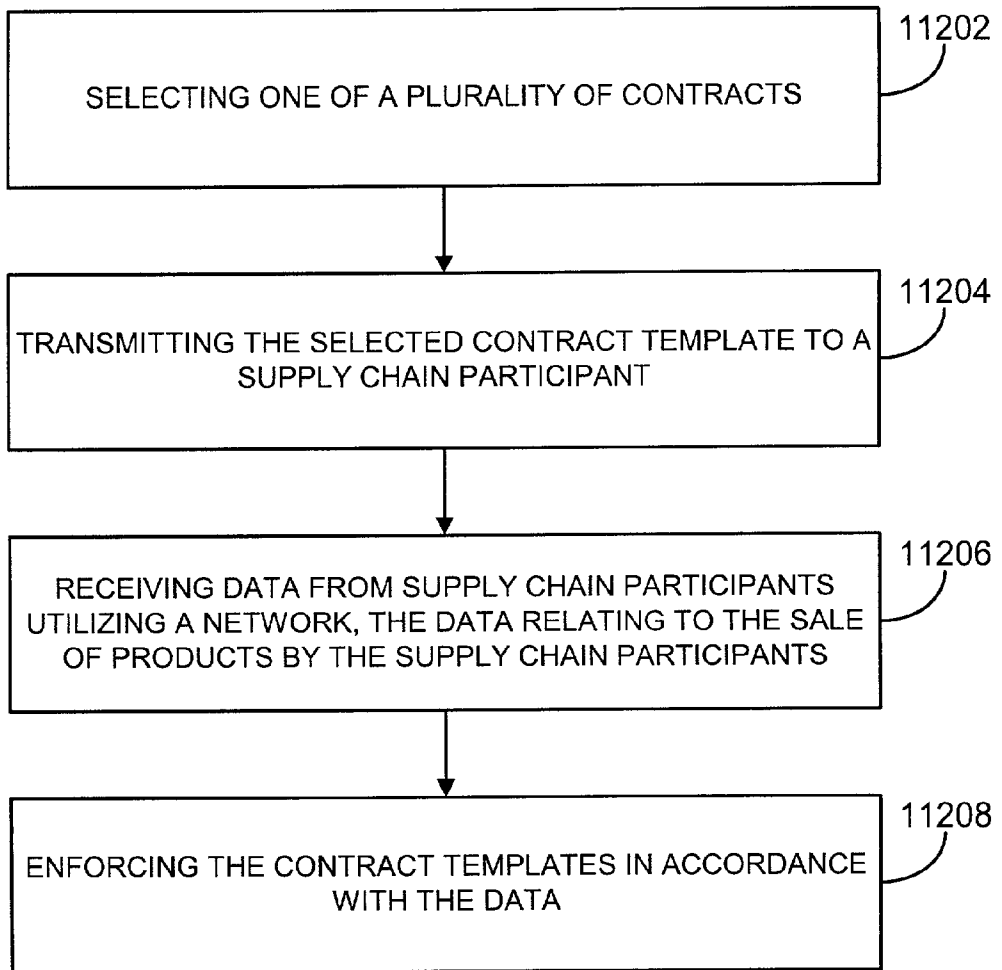 11202
SELECTING ONE OF A PLURALITY OF CONTRACTS
11204
TRANSMITTING THE SELECTED CONTRACT TEMPLATE TO A
SUPPLY CHAIN PARTICIPANT
11206
RECEIVING DATA FROM SUPPLY CHAIN PARTICIPANTS
UTILIZING A NETWORK, THE DATA RELATING TO THE SALE
OF PRODUCTS BY THE SUPPLY CHAIN PARTICIPANTS
11208
ENFORCING THE CONTRACT TEMPLATES IN ACCORDANCE
WITH THE DATA